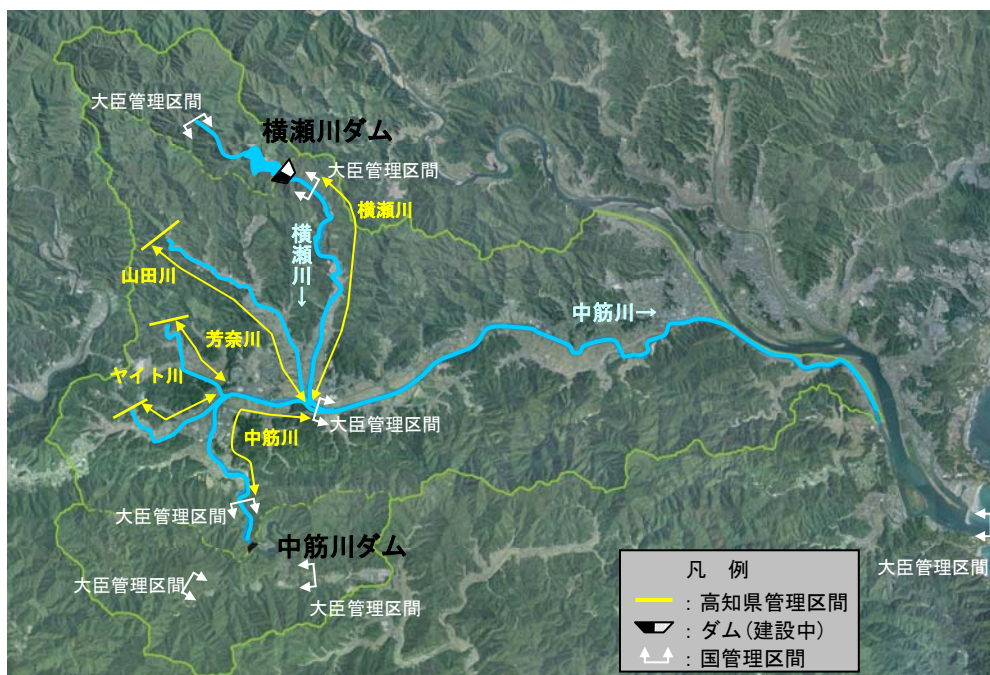 大臣管理区間
横瀬川ダム
大臣管理区間
横瀬川
横瀬川→
山田川
中筋川→
芳奈川
ヤイト川
大臣管理区間
中筋川
大臣管理区間
中筋川ダム
大臣管理区間
大臣管理区間
大臣管理区間
凡 例
：高知県管理区間
：ダム(建設中)
：国管理区間